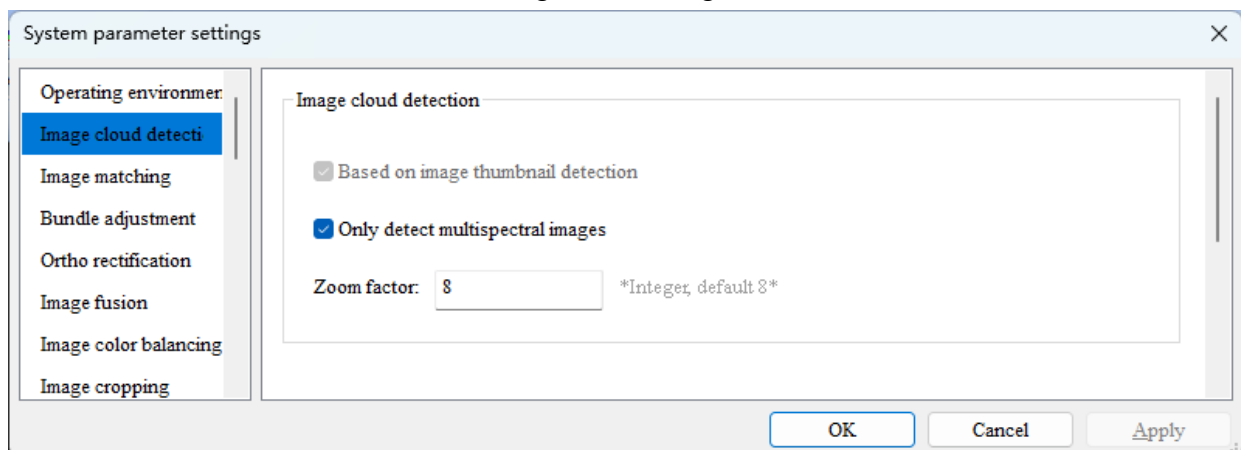 System parameter settings
Operating environmen
Image cloud detecti
Image matching
Bundle adjustment
Ortho rectification
Image fusion
Image color balancing
Image cropping
Image cloud detection
Based on image thumbnail detection
Only detect multispectral images
Zoom factor: 8 *Integer, default 8*
OK Cancel Apply